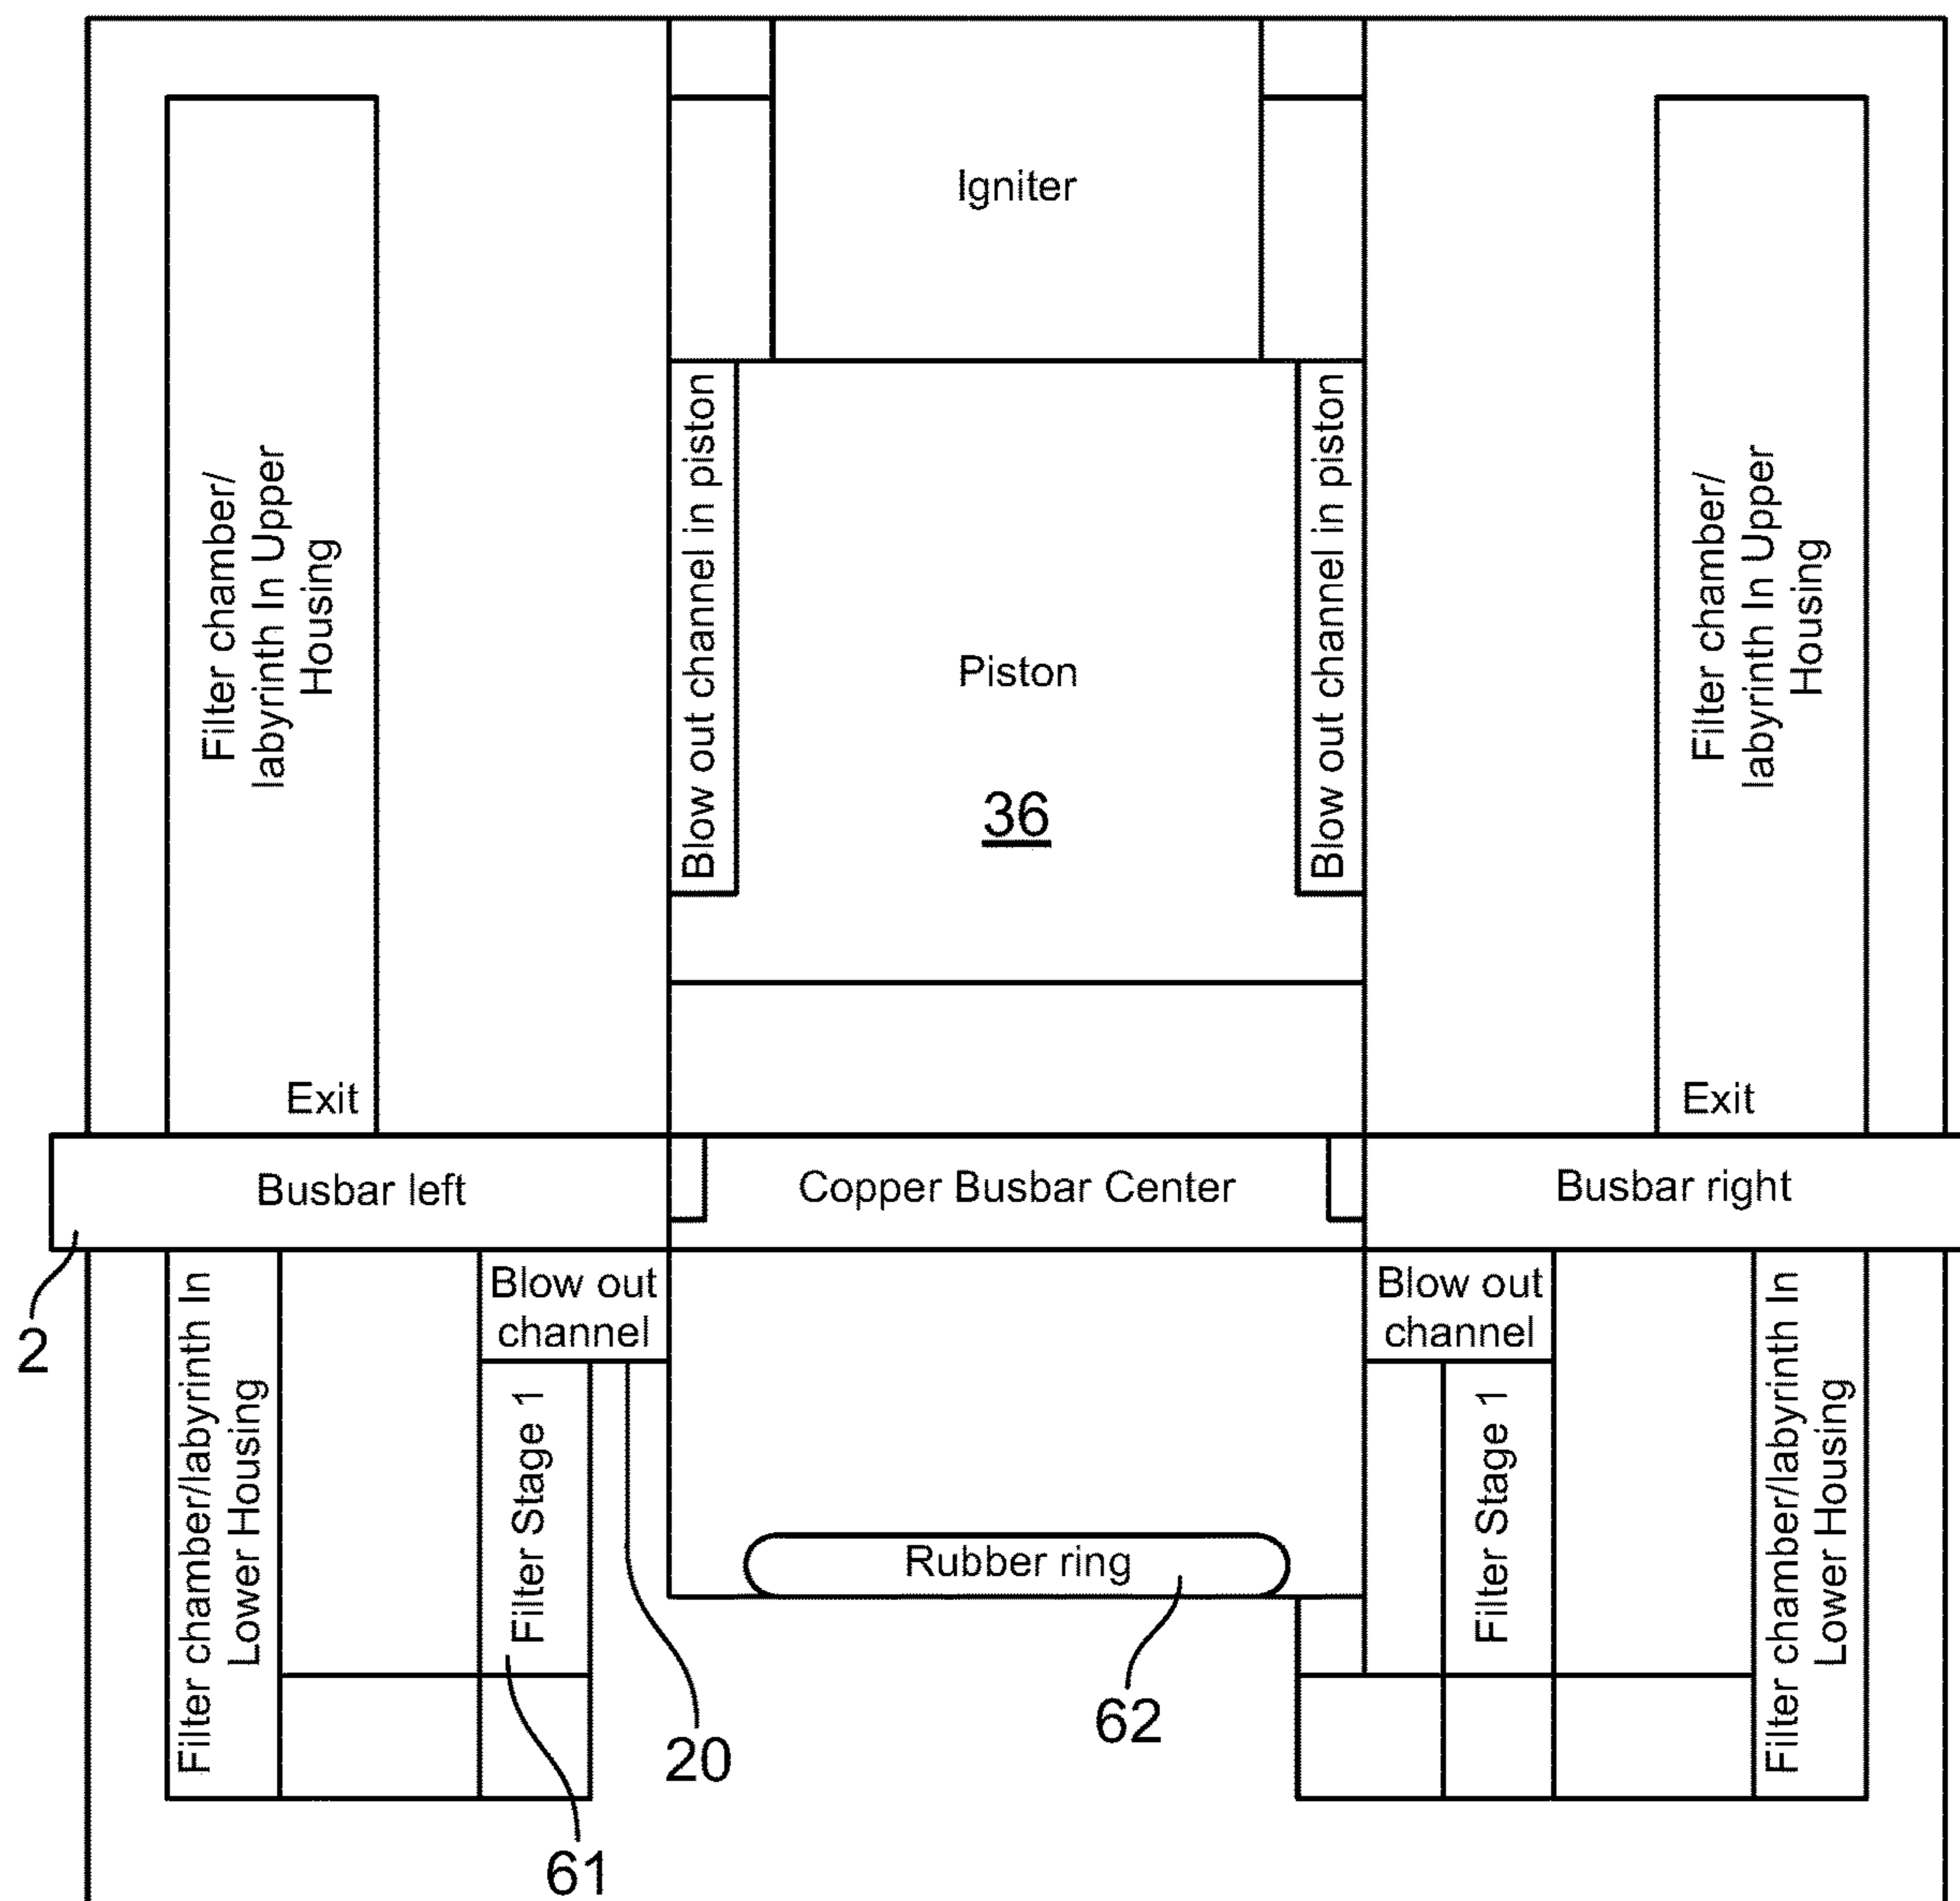 Igniter
Filter chamber/
labyrinth In Upper
Housing
Blow out channel in piston
Piston
36
Blow out channel in piston
Filter chamber/
labyrinth In Upper
Housing
Exit
Exit
Busbar left
Copper Busbar Center
Busbar right
2
Filter chamber/labyrinth In
Lower Housing
Blow out
channel
Filter Stage 1
Rubber ring
Blow out
channel
Filter Stage 1
Filter chamber/labyrinth In
Lower Housing
61
20
62